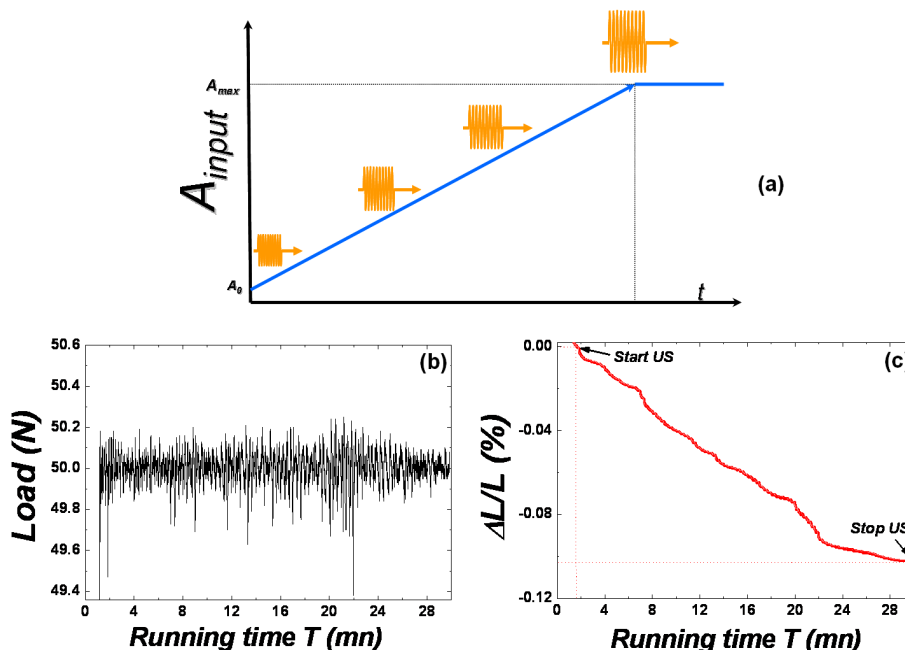 A_max
A_input
(a)
A_0
t
50.6
50.4
50.2
50.0
49.8
49.6
49.4
(b)
Load (N)
0 4 8 12 16 20 24 28
Running time T (mn)
0.00
-0.04
-0.08
-0.12
(c)
Start US
Stop US
ΔL/L (%)
0 4 8 12 16 20 24 28
Running time T (mn)